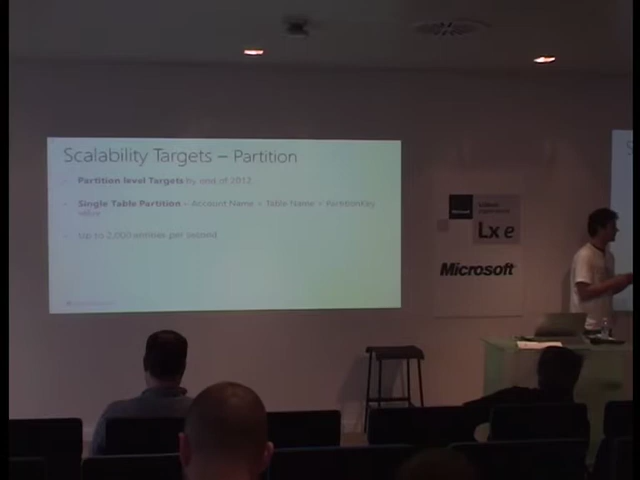 Scalability Targets – Partition
Partition level Targets by end of 2012
Single Table Partition – Account Name + Table Name + PartitionKey
value
Up to 2,000 entities per second
Lx e
Microsoft